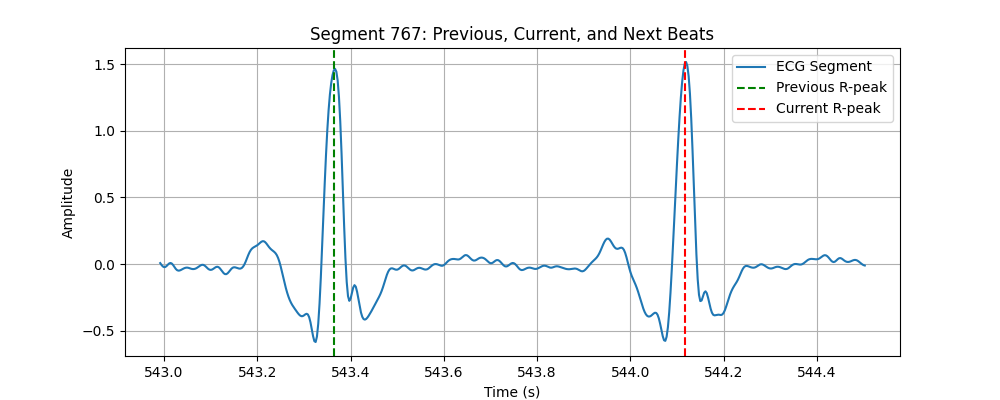 Segment 767: Previous, Current, and Next Beats
ECG Segment
Previous R-peak
Current R-peak
Amplitude
1.5
1.0
0.5
0.0
−0.5
543.0 543.2 543.4 543.6 543.8 544.0 544.2 544.4
Time (s)